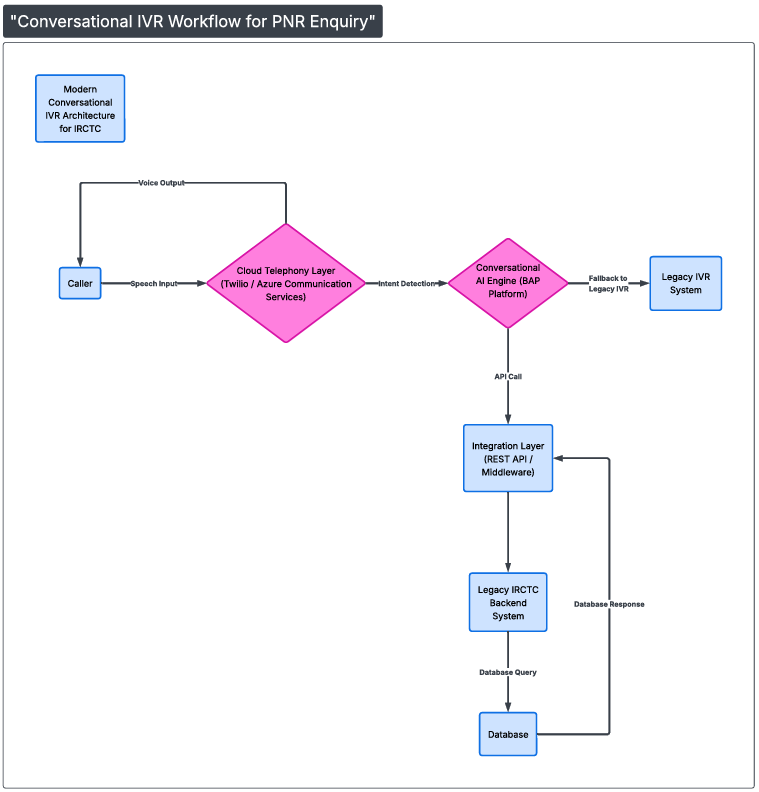 "Conversational IVR Workflow for PNR Enquiry"
Modern
Conversational
IVR Architecture
for IRCTC
Voice Output
Caller
Speech Input
Cloud Telephony Layer
(Twilio / Azure Communication
Services)
Intent Detection
Conversational
AI Engine (BAP
Platform)
Fallback to
Legacy IVR
Legacy IVR
System
API Call
Integration Layer
(REST API /
Middleware)
Legacy IRCTC
Backend
System
Database Response
Database Query
Database